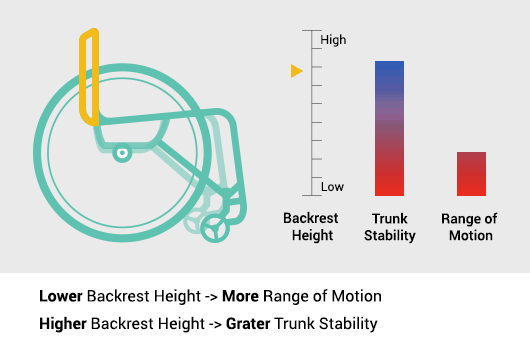 High
Low
Backrest
Height
Trunk
Stability
Range of
Motion
Lower Backrest Height -> More Range of Motion
Higher Backrest Height -> Grater Trunk Stability